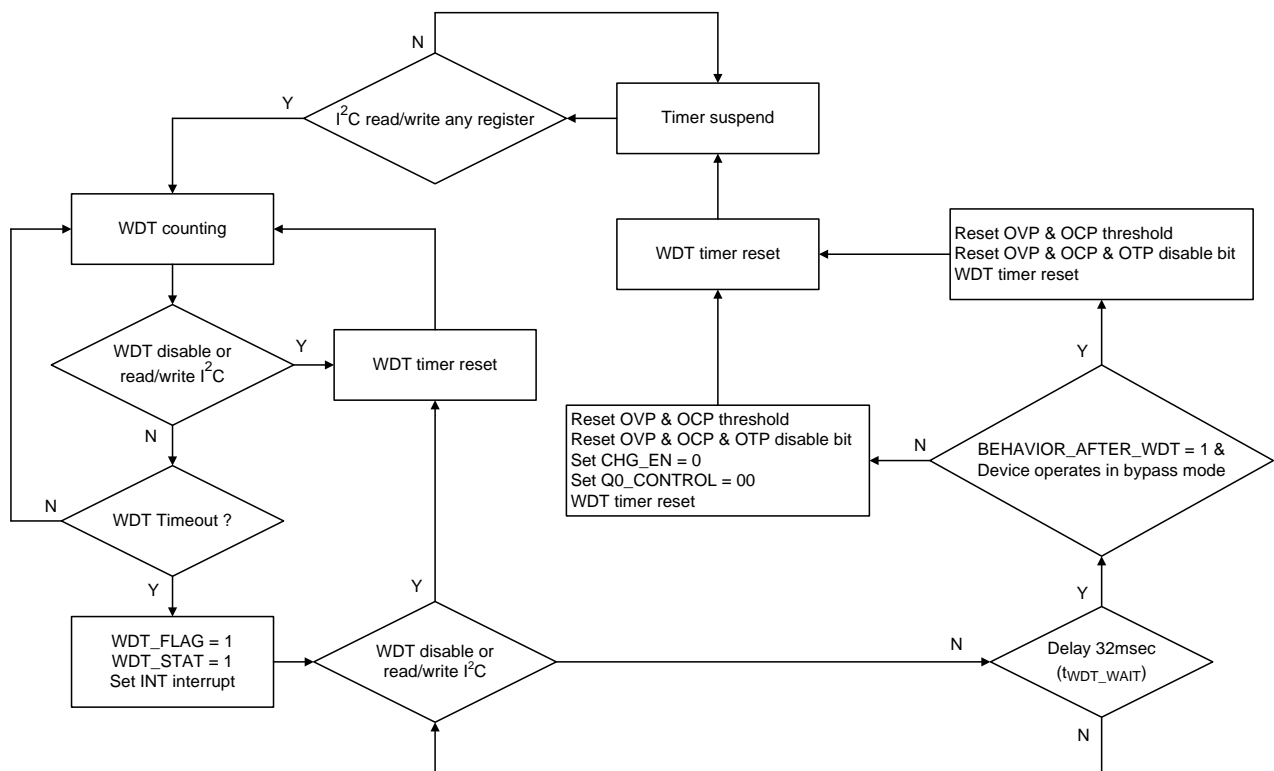 N
Y
I²C read/write any register
Timer suspend
WDT counting
WDT timer reset
Reset OVP & OCP threshold
Reset OVP & OCP & OTP disable bit
WDT timer reset
WDT disable or
read/write I²C
Y
WDT timer reset
Y
N
Reset OVP & OCP threshold
Reset OVP & OCP & OTP disable bit
Set CHG_EN = 0
Set Q0_CONTROL = 00
WDT timer reset
N
BEHAVIOR_AFTER_WDT = 1 &
Device operates in bypass mode
N
WDT Timeout ?
Y
Y
Y
WDT_FLAG = 1
WDT_STAT = 1
Set INT interrupt
WDT disable or
read/write I²C
N
Delay 32msec
(tWDT_WAIT)
N